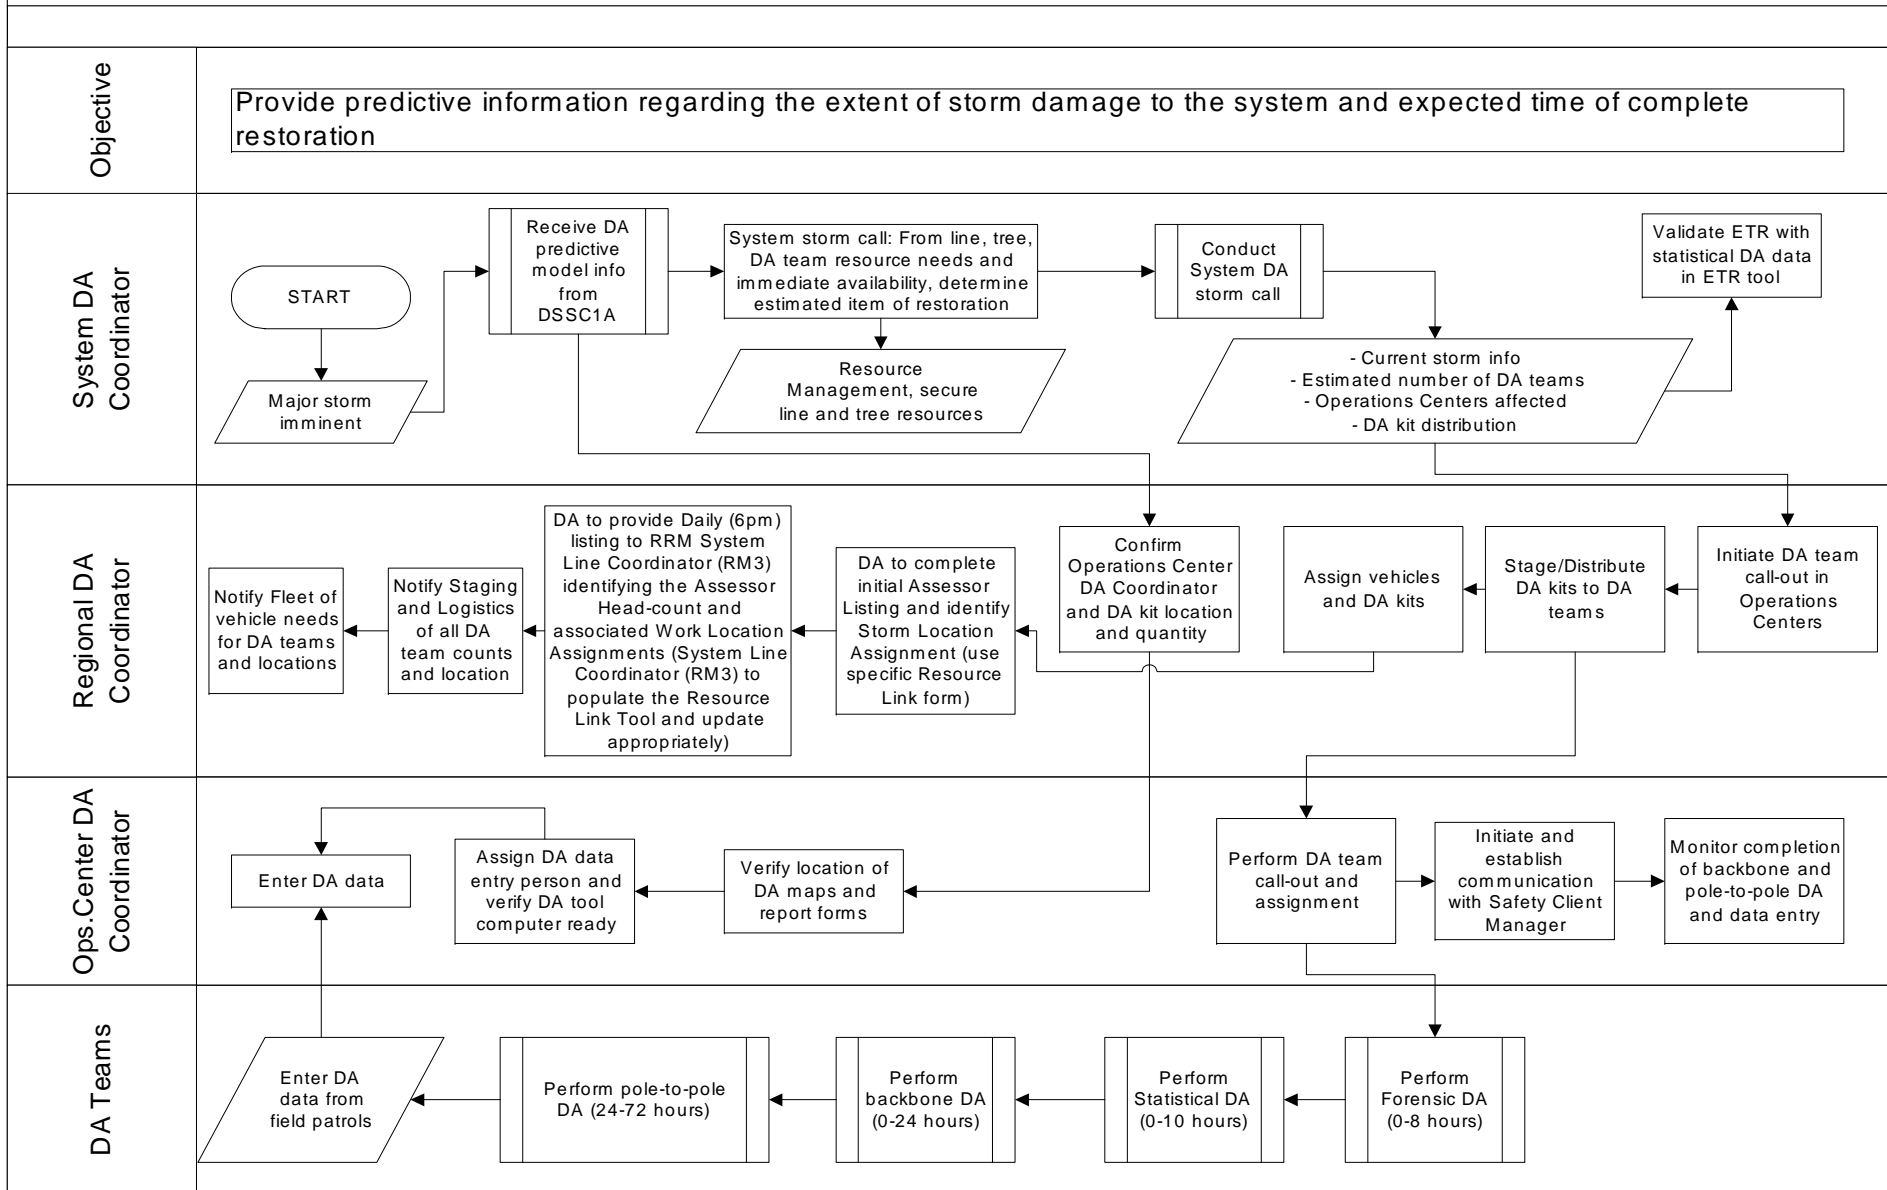 Objective
Provide predictive information regarding the extent of storm damage to the system and expected time of complete
restoration
System DA
Coordinator
START
Major storm
imminent
Receive DA
predictive
model info
from
DSSC1A
System storm call: From line, tree,
DA team resource needs and
immediate availability, determine
estimated item of restoration
Resource
Management, secure
line and tree resources
Conduct
System DA
storm call
- Current storm info
- Estimated number of DA teams
- Operations Centers affected
- DA kit distribution
Validate ETR with
statistical DA data
in ETR tool
Regional DA
Coordinator
Notify Fleet of
vehicle needs
for DA teams
and locations
Notify Staging
and Logistics
of all DA
team counts
and location
DA to provide Daily (6pm)
listing to RRM System
Line Coordinator (RM3)
identifying the Assessor
Head-count and
associated Work Location
Assignments (System Line
Coordinator (RM3) to
populate the Resource
Link Tool and update
appropriately)
DA to complete
initial Assessor
Listing and identify
Storm Location
Assignment (use
specific Resource
Link form)
Confirm
Operations Center
DA Coordinator
and DA kit location
and quantity
Assign vehicles
and DA kits
Stage/Distribute
DA kits to DA
teams
Initiate DA team
call-out in
Operations
Centers
Ops.Center DA
Coordinator
Enter DA data
Assign DA data
entry person and
verify DA tool
computer ready
Verify location of
DA maps and
report forms
Perform DA team
call-out and
assignment
Initiate and
establish
communication
with Safety Client
Manager
Monitor completion
of backbone and
pole-to-pole DA
and data entry
DA Teams
Enter DA
data from
field patrols
Perform pole-to-pole
DA (24-72 hours)
Perform
backbone DA
(0-24 hours)
Perform
Statistical DA
(0-10 hours)
Perform
Forensic DA
(0-8 hours)